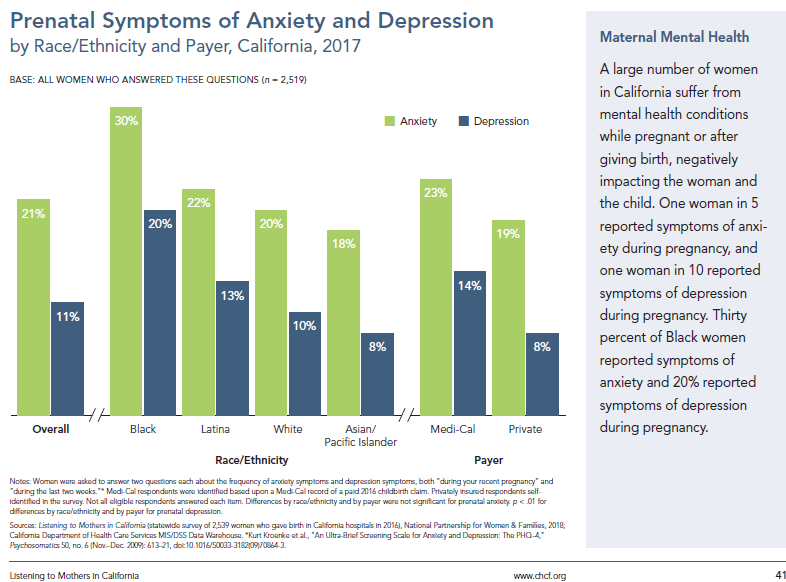 Prenatal Symptoms of Anxiety and Depression
by Race/Ethnicity and Payer, California, 2017
BASE: ALL WOMEN WHO ANSWERED THESE QUESTIONS (n = 2,519)
Anxiety
Depression
21%
11%
30%
20%
22%
13%
20%
10%
18%
8%
23%
14%
19%
8%
Overall
Black
Latina
White
Asian/
Pacific Islander
Medi-Cal
Private
Race/Ethnicity
Payer
Notes: Women were asked to answer two questions each about the frequency of anxiety symptoms and depression symptoms, both "during your recent pregnancy" and
"during the last two weeks."* Medi-Cal respondents were identified based upon a Medi-Cal record of a paid 2016 childbirth claim. Privately insured respondents self-
identified in the survey. Not all eligible respondents answered each item. Differences by race/ethnicity and by payer were not significant for prenatal anxiety. p < .01 for
differences by race/ethnicity and by payer for prenatal depression.
Sources: Listening to Mothers in California (statewide survey of 2,539 women who gave birth in California hospitals in 2016), National Partnership for Women & Families, 2018;
California Department of Health Care Services MIS/DSS Data Warehouse. *Kurt Kroenke et al., "An Ultra-Brief Screening Scale for Anxiety and Depression: The PHQ-4,"
Psychosomatics 50, no. 6 (Nov.-Dec. 2009): 613-21, doi:10.1016/S0033-3182(09)70864-3.
Maternal Mental Health
A large number of women
in California suffer from
mental health conditions
while pregnant or after
giving birth, negatively
impacting the woman and
the child. One woman in 5
reported symptoms of anxi-
ety during pregnancy, and
one woman in 10 reported
symptoms of depression
during pregnancy. Thirty
percent of Black women
reported symptoms of
anxiety and 20% reported
symptoms of depression
during pregnancy.
Listening to Mothers in California
www.chcf.org
41